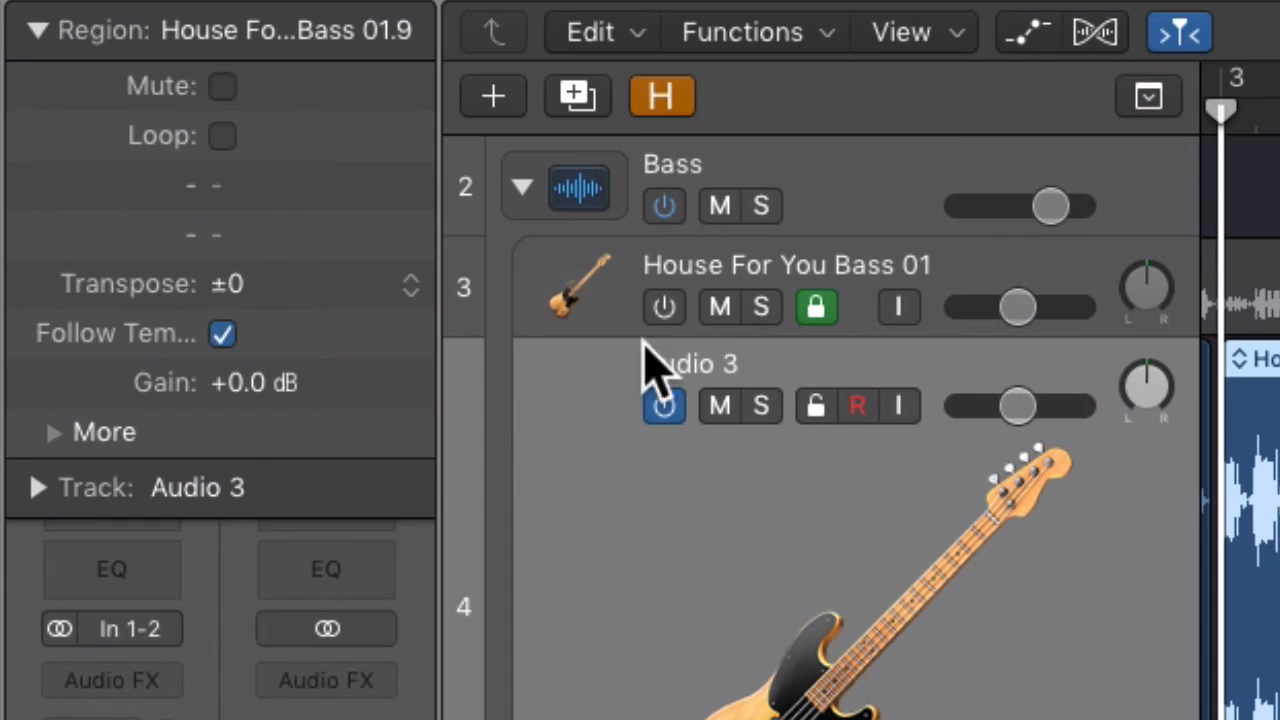 Region: House Fo...Bass 01.9
Mute:
Loop:
- -
- -
Transpose: ±0
Follow Tem...
Gain: +0.0 dB
More
Track: Audio 3
EQ EQ
In 1-2
Audio FX Audio FX
Edit Functions View
H
3
2 Bass
M S
3 House For You Bass 01
M S I
L R
udio 3
M S R I
L R
4
Ho